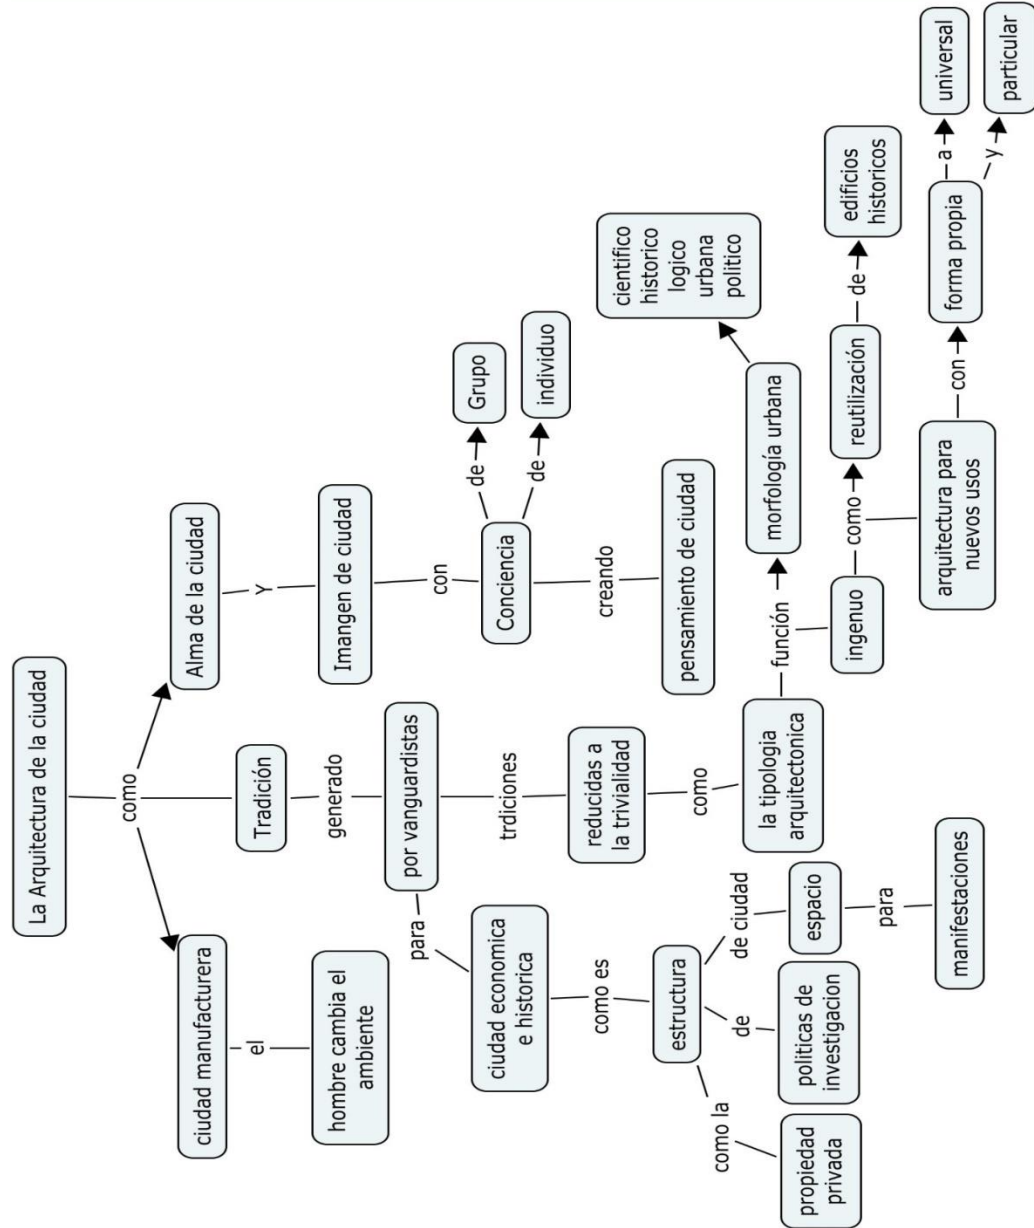 La Arquitectura de la ciudad
como
ciudad manufacturera
el
hombre cambia el
ambiente
Tradición
generado
por vanguardistas
para
ciudad economica
e historica
como es
estructura
como la
propiedad
privada
de
politicas de
investigacion
de ciudad
espacio
para
manifestaciones
trdiciones
reducidas a
la trivialidad
como
la tipologia
arquitectonica
función
morfología urbana
cientifico
historico
logico
urbana
politico
ingenuo
como
reutilización
de
edificios
historicos
arquitectura para
nuevos usos
con
forma propia
a
universal
y
particular
Alma de la ciudad
Y
Imangen de ciudad
con
Conciencia
de
Grupo
de
individuo
creando
pensamiento de ciudad